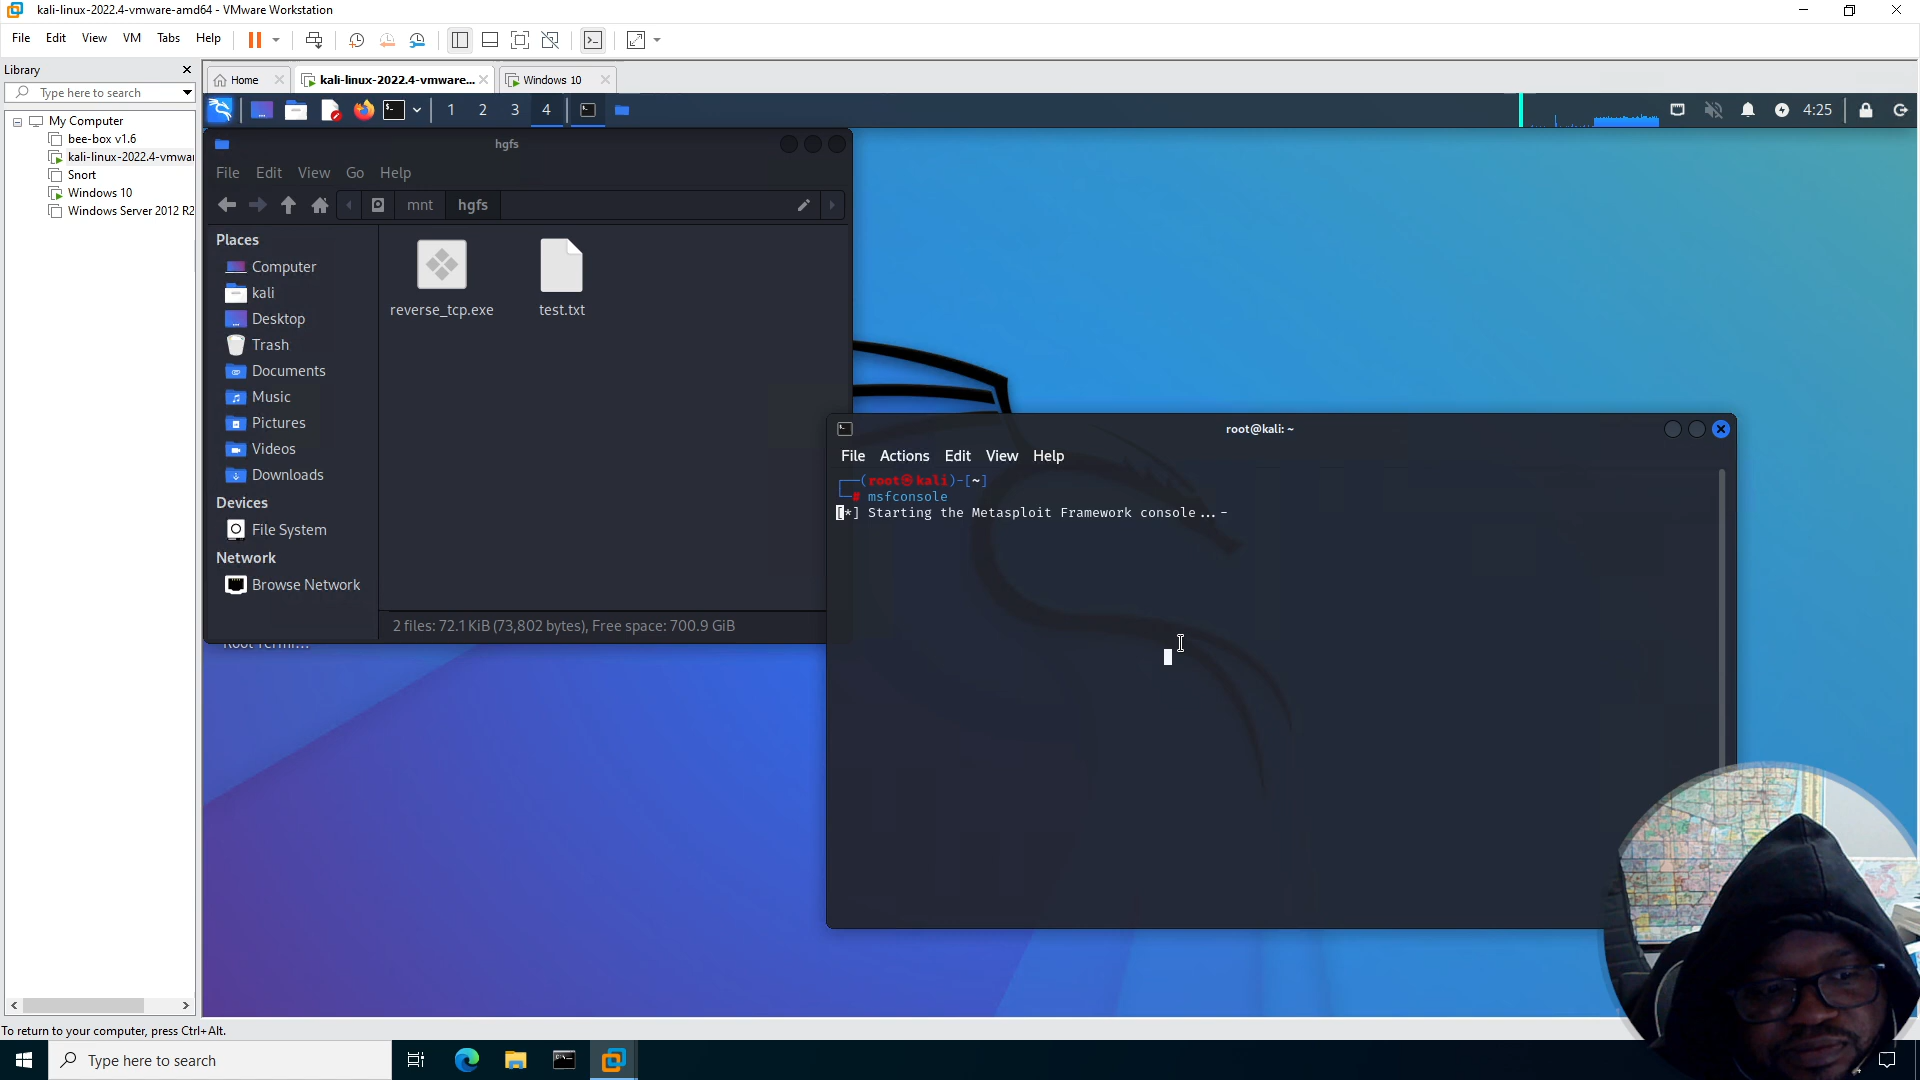 kali-linux-2022.4-vmware-amd64 - VMware Workstation
File Edit View VM Tabs Help
Library
Type here to search
My Computer
bee-box v1.6
kali-linux-2022.4-vmwar
Snort
Windows 10
Windows Server 2012 R2
Home
kali-linux-2022.4-vmware...
Windows 10
1 2 3 4
4:25
hgfs
File Edit View Go Help
mnt hgfs
Places
Computer
kali
Desktop
Trash
Documents
Music
Pictures
Videos
Downloads
Devices
File System
Network
Browse Network
reverse_tcp.exe
test.txt
2 files: 72.1 KiB (73,802 bytes), Free space: 700.9 GiB
root@kali: ~
File Actions Edit View Help
(root㉿kali)-[~]
# msfconsole
[*] Starting the Metasploit Framework console...-
To return to your computer, press Ctrl+Alt.
Type here to search